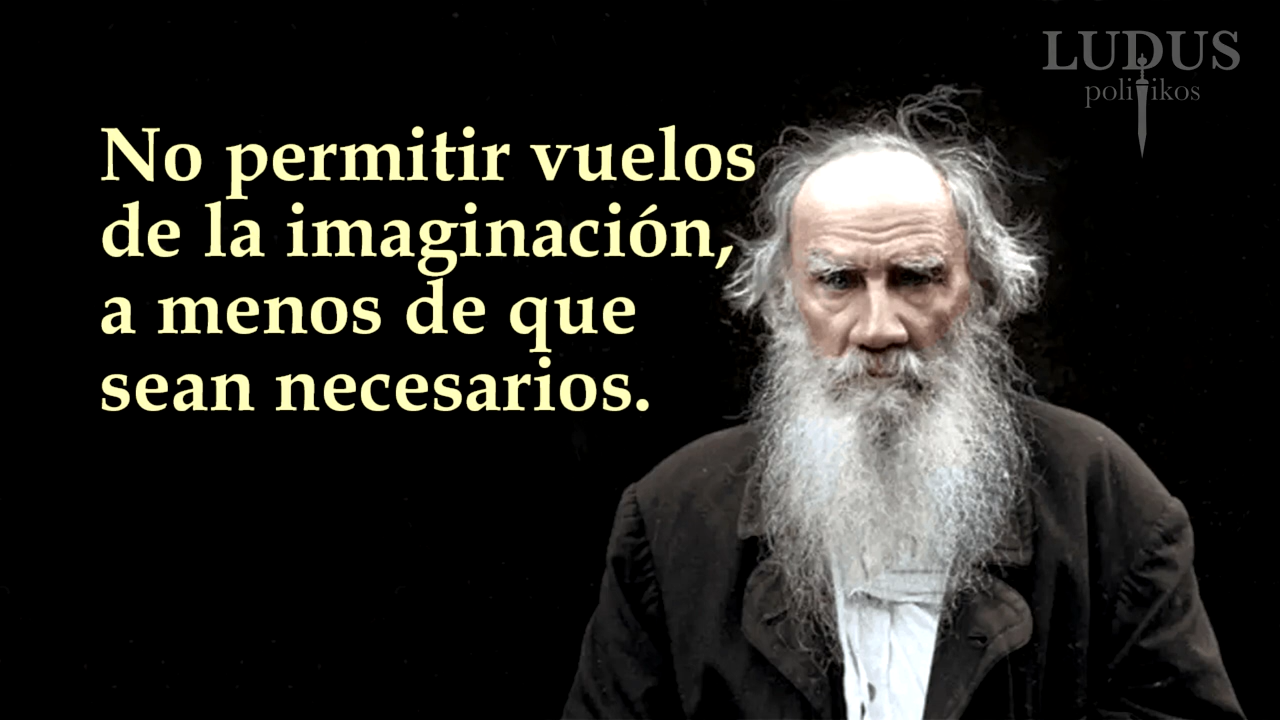 LUDUS
politikos
No permitir vuelos
de la imaginación,
a menos de que
sean necesarios.